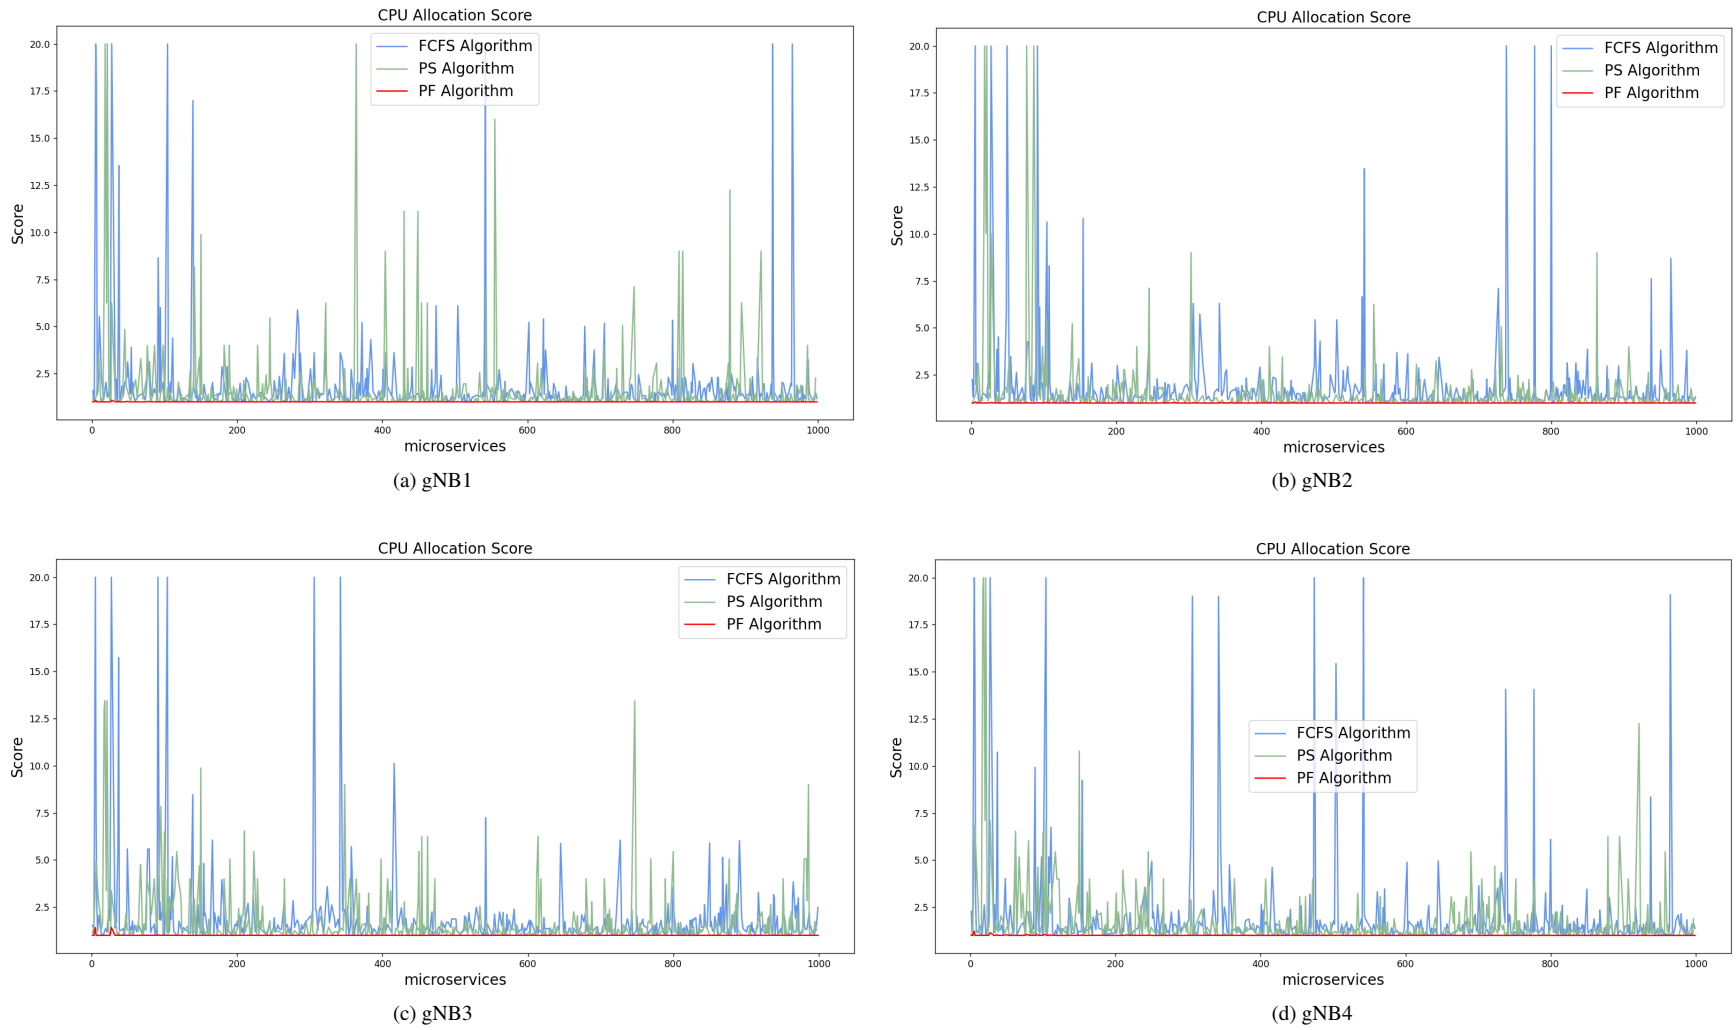 CPU Allocation Score
FCFS Algorithm
PS Algorithm
PF Algorithm
20.0
17.5
15.0
12.5
10.0
7.5
5.0
2.5
Score
0 200 400 600 800 1000
microservices
(a) gNB1
CPU Allocation Score
FCFS Algorithm
PS Algorithm
PF Algorithm
20.0
17.5
15.0
12.5
10.0
7.5
5.0
2.5
Score
0 200 400 600 800 1000
microservices
(b) gNB2
CPU Allocation Score
FCFS Algorithm
PS Algorithm
PF Algorithm
20.0
17.5
15.0
12.5
10.0
7.5
5.0
2.5
Score
0 200 400 600 800 1000
microservices
(c) gNB3
CPU Allocation Score
FCFS Algorithm
PS Algorithm
PF Algorithm
20.0
17.5
15.0
12.5
10.0
7.5
5.0
2.5
Score
0 200 400 600 800 1000
microservices
(d) gNB4